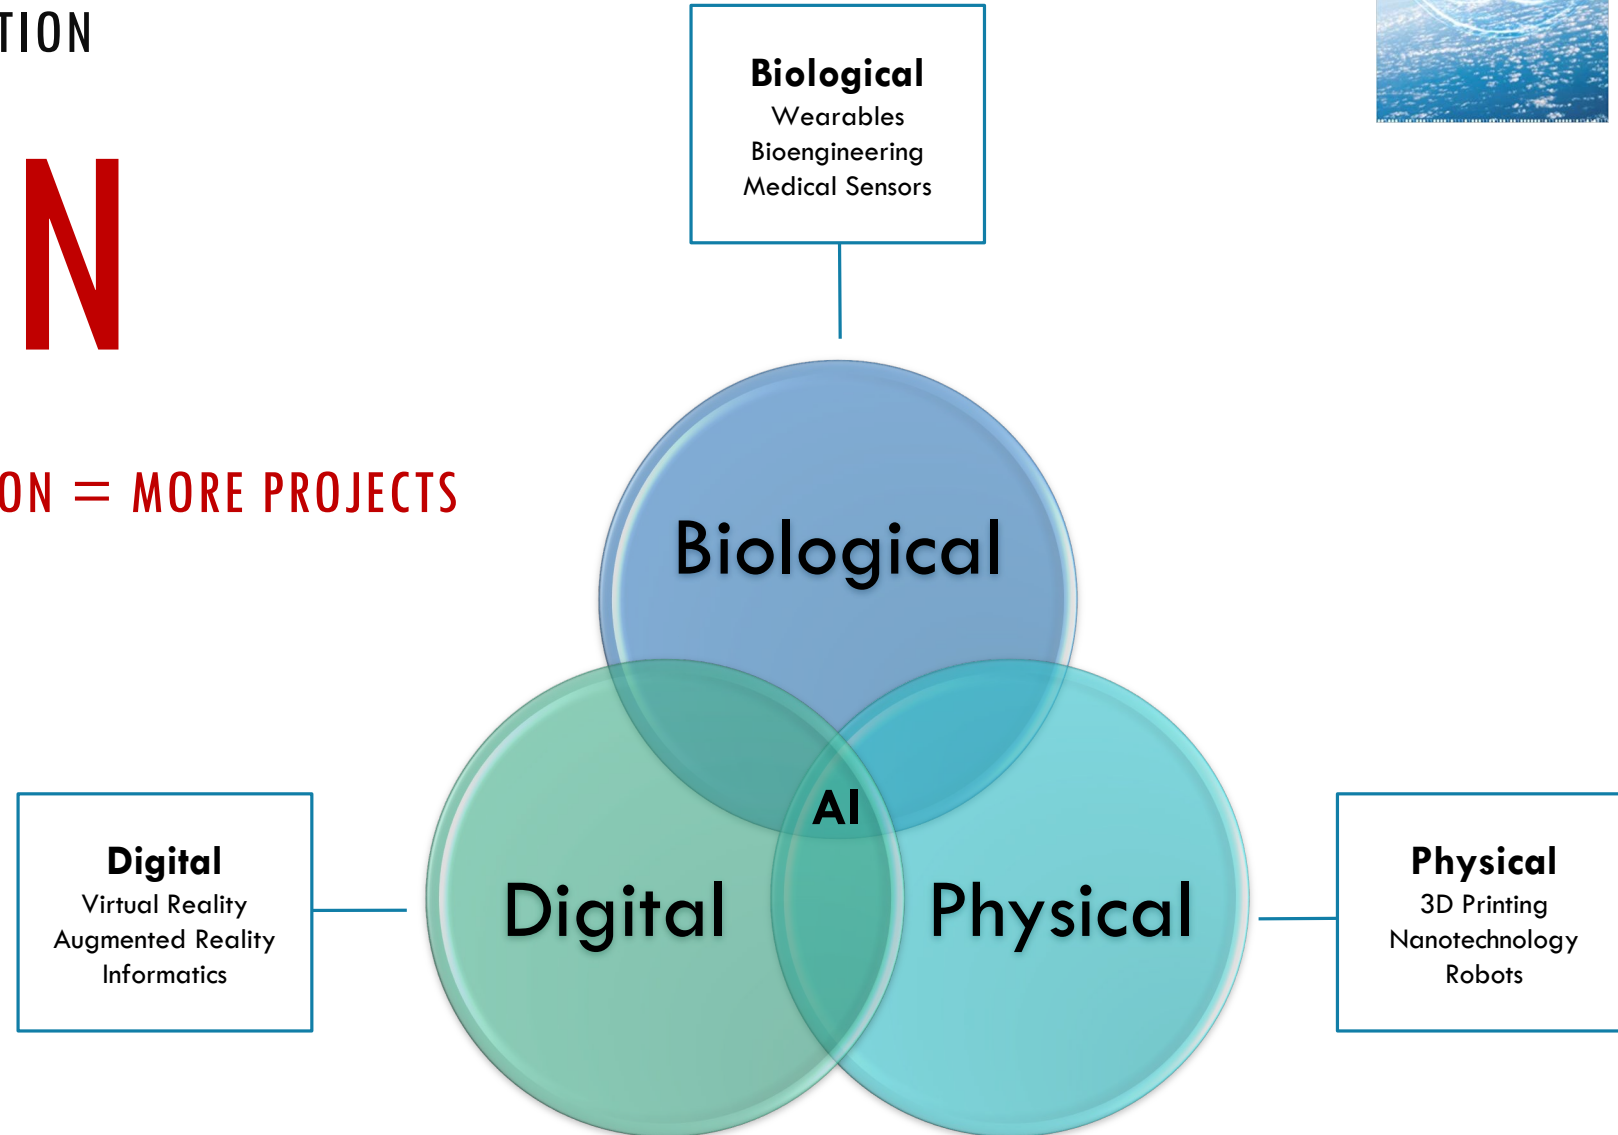 TION
N
ON = MORE PROJECTS
Biological
Wearables
Bioengineering
Medical Sensors
Biological
AI
Digital
Physical
Digital
Virtual Reality
Augmented Reality
Informatics
Physical
3D Printing
Nanotechnology
Robots